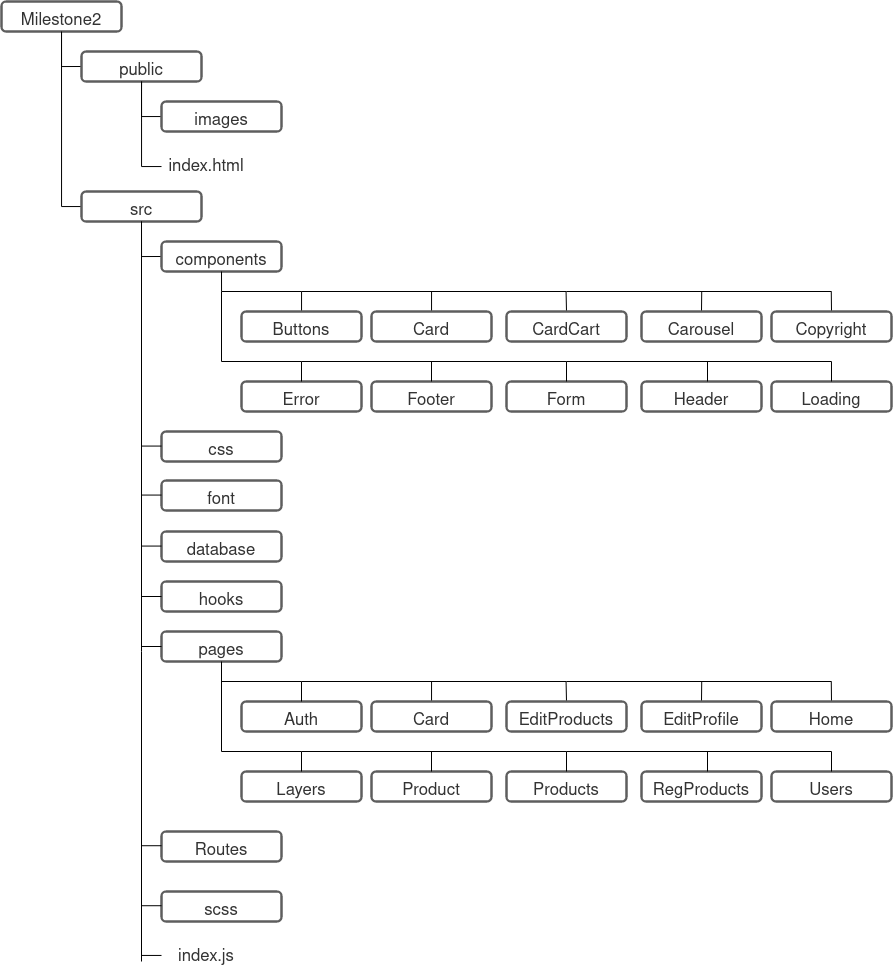 Milestone2
public
images
index.html
src
components
Buttons Card CardCart Carousel Copyright
Error Footer Form Header Loading
css
font
database
hooks
pages
Auth Card EditProducts EditProfile Home
Layers Product Products RegProducts Users
Routes
scss
index.js